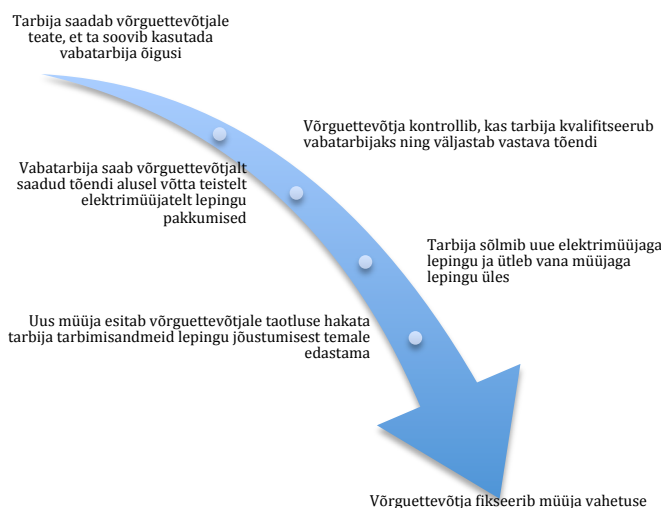 Tarbija saadab võrguettevõtjale
teate, et ta soovib kasutada
vabatarbija õigusi
Võrguettevõtja kontrollib, kas tarbija kvalifitseerub
vabatarbijaks ning väljastab vastava tõendi
Vabatarbija saab võrguettevõtjalt
saadud tõendi alusel võtta teistelt
elektrimüüjatelt lepingu
pakkumised
Tarbija sõlmib uue elektrimüüjaga
lepingu ja ütleb vana müüjaga
lepingu üles
Uus müüja esitab võrguettevõtjale taotluse hakata
tarbija tarbimisandmeid lepingu jõustumisest temale
edastama
Võrguettevõtja fikseerib müüja vahetuse